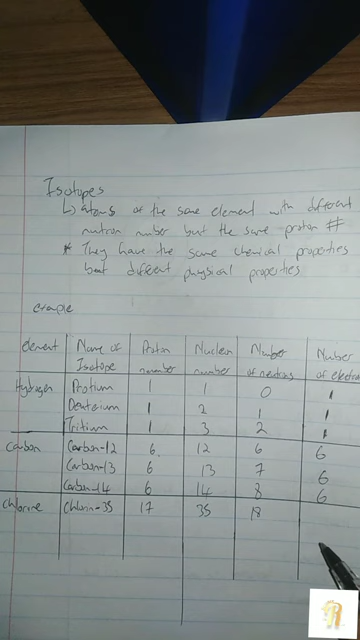 Isotopes
↳ atoms of the same element with different
nutron number but the same proton #
* They have the same chemical properties
but different physical properties
example
element | Name of Isotope | Proton number | Nucleon number | Number of neutrons | Number of electron
Hydrogen | Protium | 1 | 1 | 0 | 1
Deuterium | 1 | 2 | 1 | 1
Tritium | 1 | 3 | 2 | 1
Carbon | Carbon-12 | 6 | 12 | 6 | 6
Carbon-13 | 6 | 13 | 7 | 6
Carbon-14 | 6 | 14 | 8 | 6
Chlorine | Chlorin-35 | 17 | 35 | 18